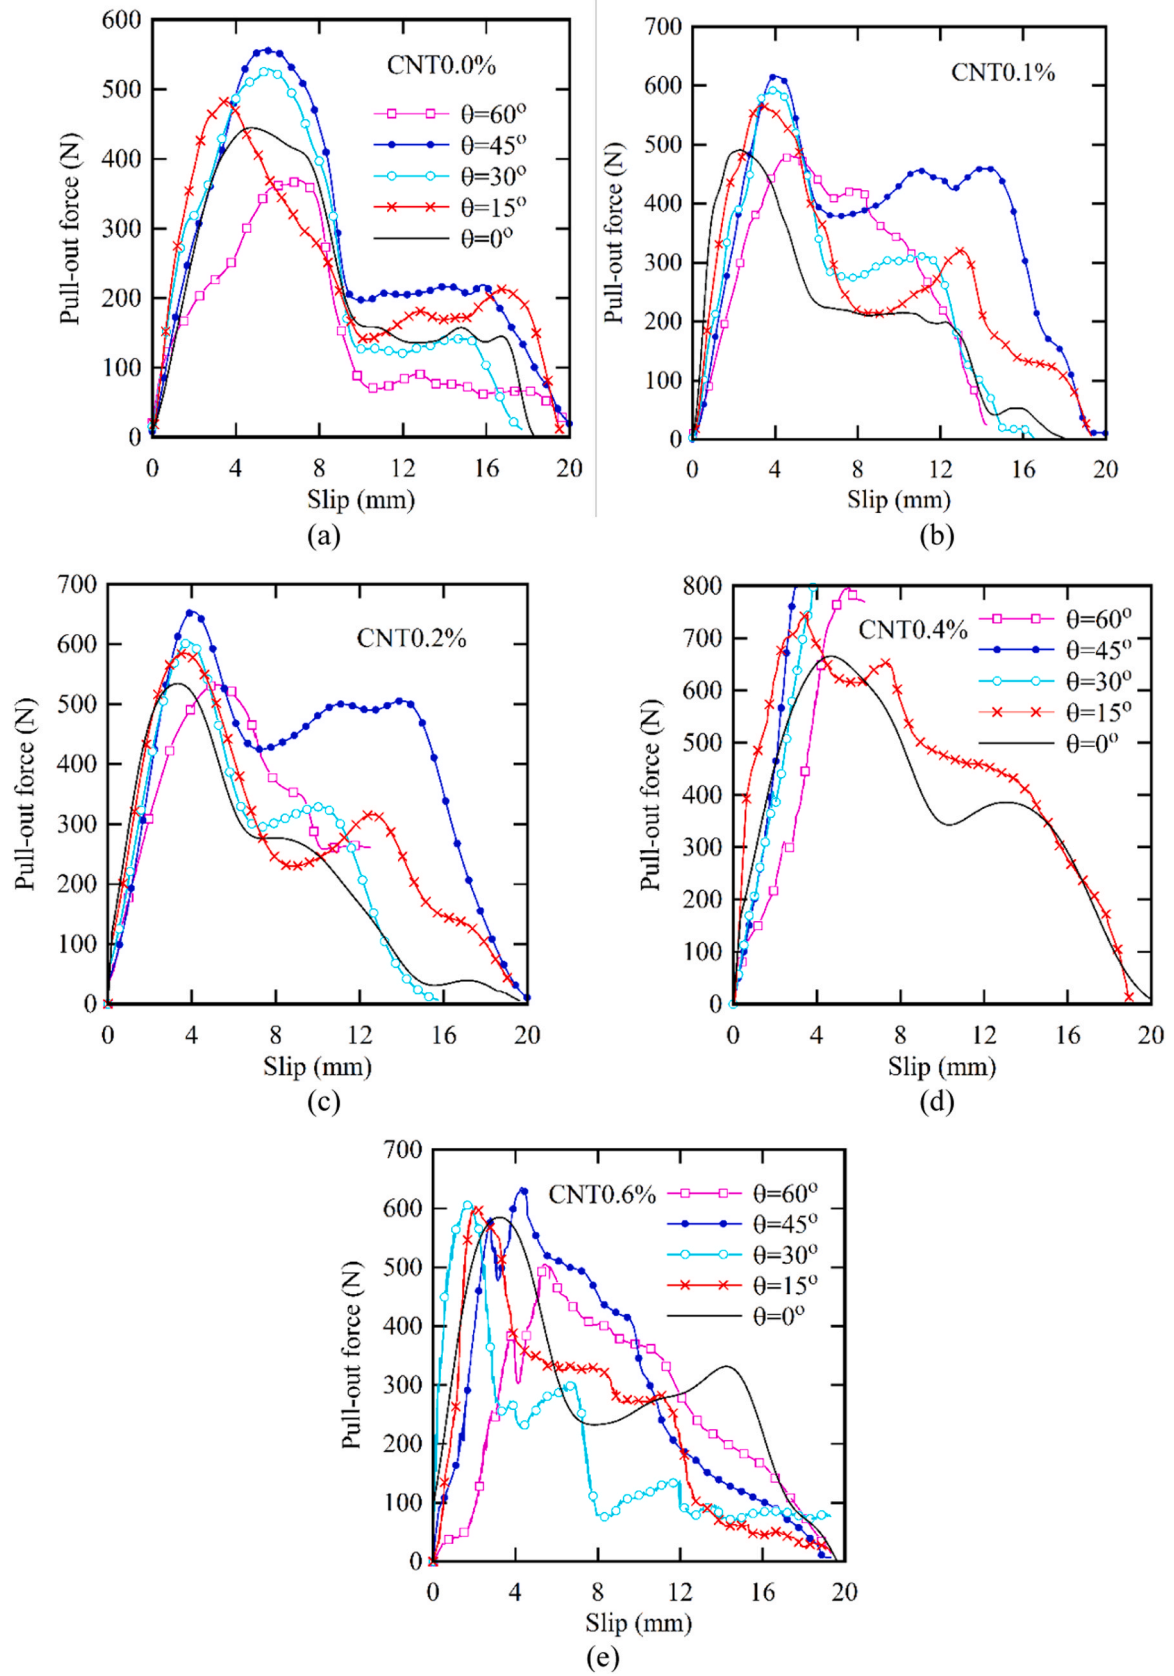 600
500
400
300
200
100
0
Pull-out force (N)
CNT0.0%
θ=60°
θ=45°
θ=30°
θ=15°
θ=0°
0 4 8 12 16 20
Slip (mm)
(a)
700
600
500
400
300
200
100
0
Pull-out force (N)
CNT0.1%
0 4 8 12 16 20
Slip (mm)
(b)
700
600
500
400
300
200
100
0
Pull-out force (N)
CNT0.2%
0 4 8 12 16 20
Slip (mm)
(c)
800
700
600
500
400
300
200
100
0
Pull-out force (N)
CNT0.4%
θ=60°
θ=45°
θ=30°
θ=15°
θ=0°
0 4 8 12 16 20
Slip (mm)
(d)
700
600
500
400
300
200
100
0
Pull-out force (N)
CNT0.6%
θ=60°
θ=45°
θ=30°
θ=15°
θ=0°
0 4 8 12 16 20
Slip (mm)
(e)